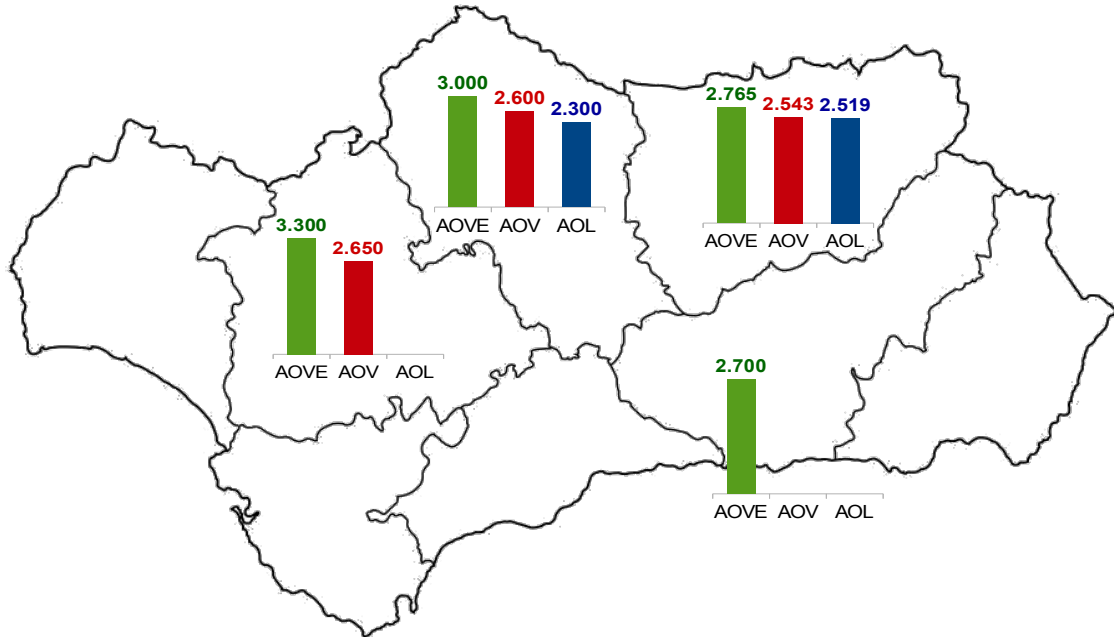 3.000 2.600 2.300
AOVE AOV AOL
2.765 2.543 2.519
AOVE AOV AOL
3.300 2.650
AOVE AOV AOL
2.700
AOVE AOV AOL